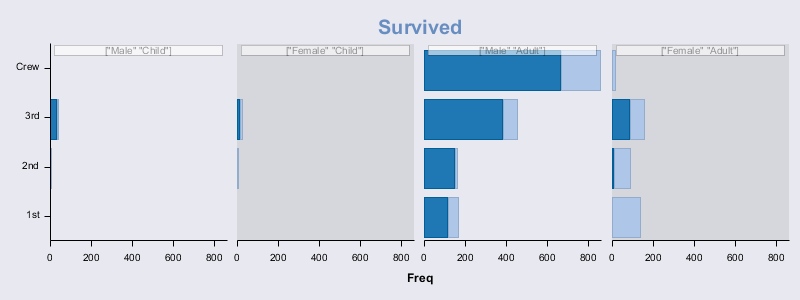 Survived
["Male" "Child"]
["Female" "Child"]
["Male" "Adult"]
["Female" "Adult"]
Crew
3rd
2nd
1st
0 200 400 600 800
0 200 400 600 800
0 200 400 600 800
0 200 400 600 800
Freq